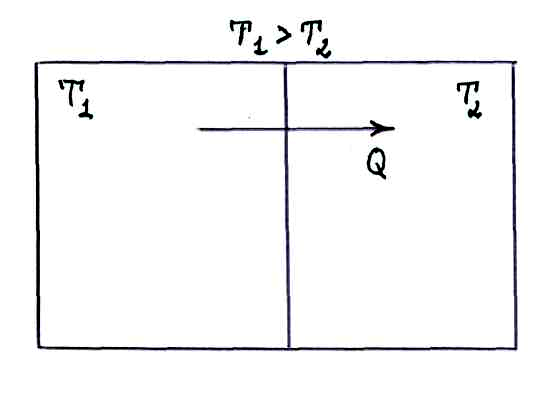 T₁ > T₂
T₁ T₂
Q